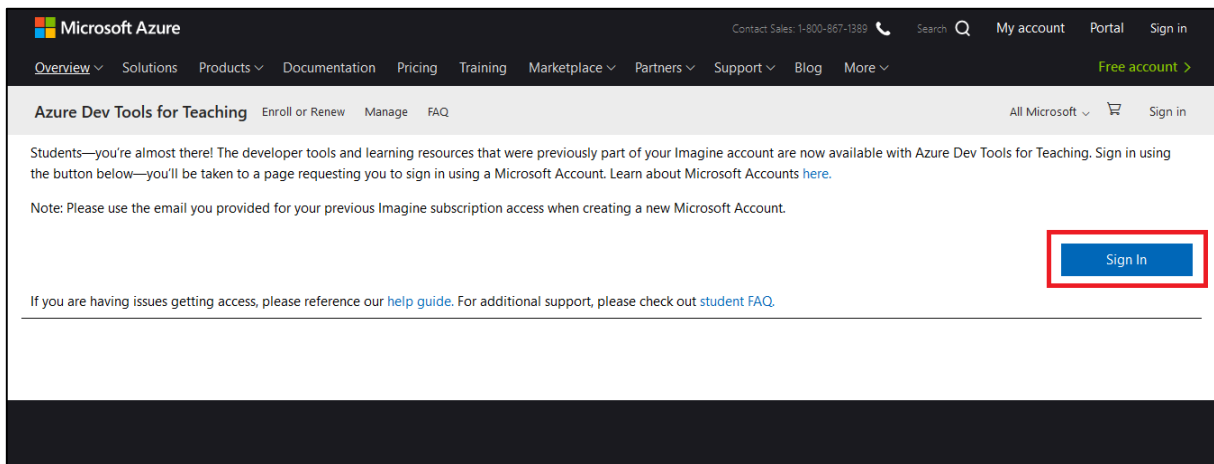 Microsoft Azure
Contact Sales: 1-800-867-1389 Search My account Portal Sign in
Overview Solutions Products Documentation Pricing Training Marketplace Partners Support Blog More Free account >
Azure Dev Tools for Teaching Enroll or Renew Manage FAQ All Microsoft Sign in
Students—you're almost there! The developer tools and learning resources that were previously part of your Imagine account are now available with Azure Dev Tools for Teaching. Sign in using
the button below—you'll be taken to a page requesting you to sign in using a Microsoft Account. Learn about Microsoft Accounts here.
Note: Please use the email you provided for your previous Imagine subscription access when creating a new Microsoft Account.
Sign In
If you are having issues getting access, please reference our help guide. For additional support, please check out student FAQ.